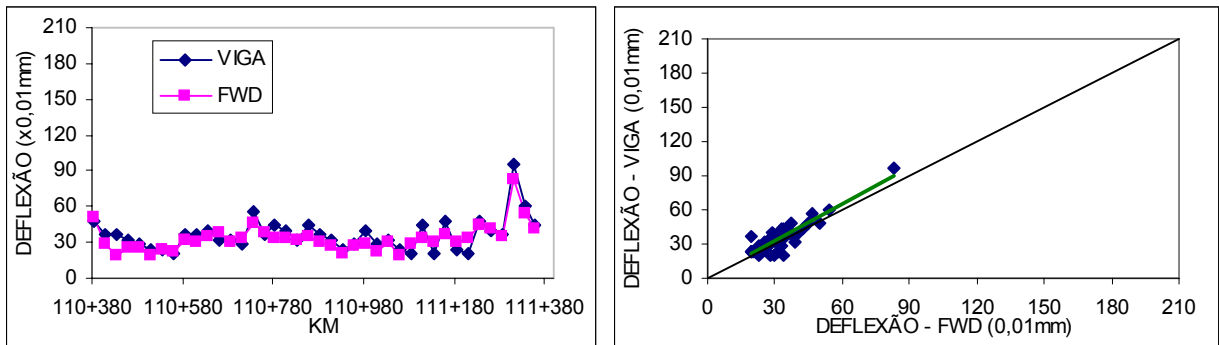 DEFLEXÃO (x0,01mm)
210
180
150
120
90
60
30
0
VIGA
FWD
110+380 110+580 110+780 110+980 111+180 111+380
KM
DEFLEXÃO - VIGA (0,01mm)
210
180
150
120
90
60
30
0
0 30 60 90 120 150 180 210
DEFLEXÃO - FWD (0,01mm)